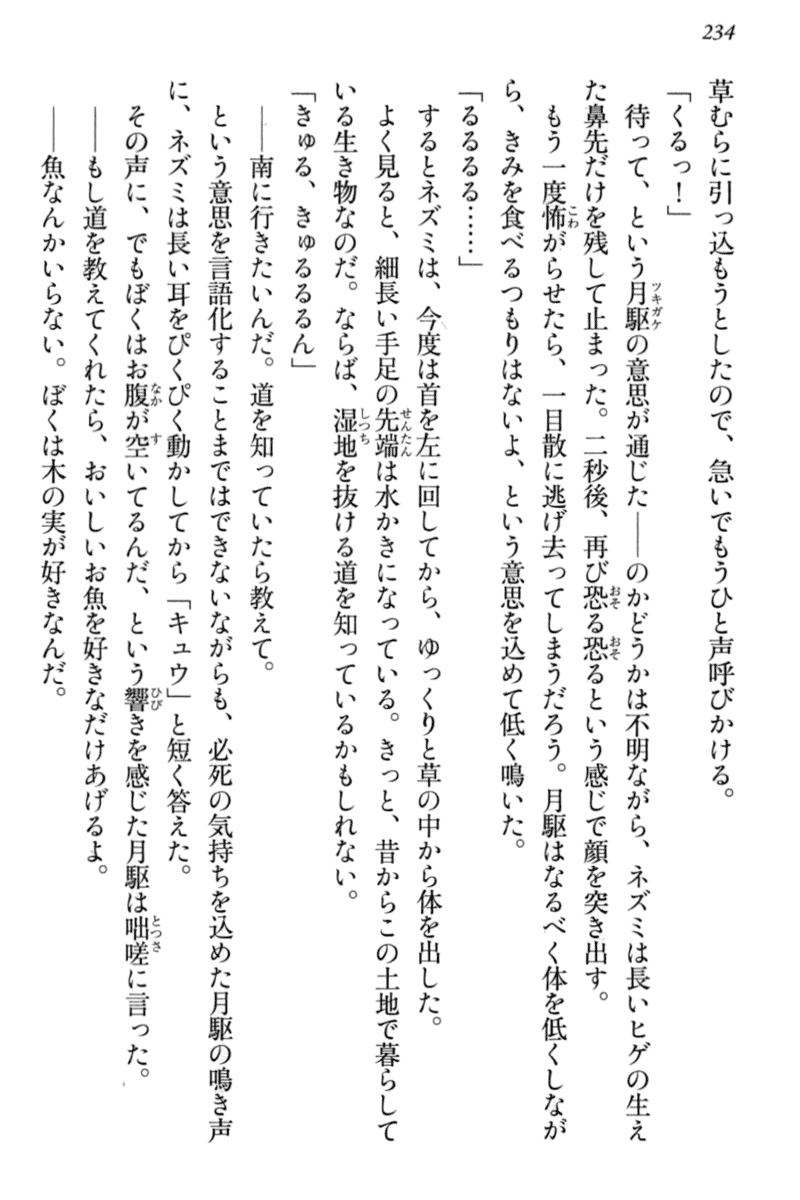 234
草むらに引っ込もうとしたので、急いでもうひと声呼びかける。
「くるっ！」
待って、という月駆の意思が通じた――のかどうかは不明ながら、ネズミは長いヒゲの生え
た鼻先だけを残して止まった。二秒後、再び恐る恐るという感じで顔を突き出す。
もう一度怖がらせたら、一目散に逃げ去ってしまうだろう。月駆はなるべく体を低くしなが
ら、きみを食べるつもりはないよ、という意思を込めて低く鳴いた。
「るるるる……」
するとネズミは、今度は首を左に回してから、ゆっくりと草の中から体を出した。
よく見ると、細長い手足の先端は水かきになっている。きっと、昔からこの土地で暮らして
いる生き物なのだ。ならば、湿地を抜ける道を知っているかもしれない。
「きゅる、きゅるるるん」
――南に行きたいんだ。道を知っていたら教えて。
という意思を言語化することまではできないながらも、必死の気持ちを込めた月駆の鳴き声
に、ネズミは長い耳をぴくぴく動かしてから「キュウ」と短く答えた。
その声に、でもぼくはお腹が空いてるんだ、という響きを感じた月駆は咄嗟に言った。
――もし道を教えてくれたら、おいしいお魚を好きなだけあげるよ。
――魚なんかいらない。ぼくは木の実が好きなんだ。